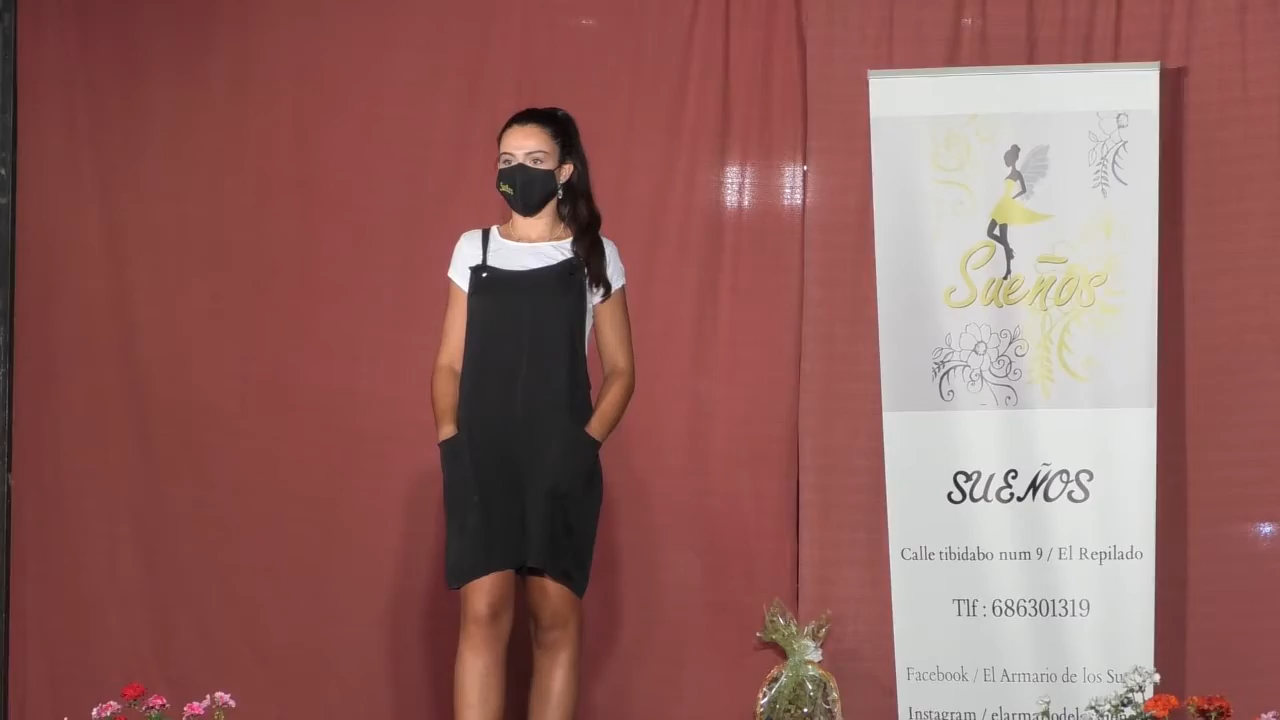 Sueños
SUEÑOS
Calle tibidabo num 9 / El Repilado
Tlf : 686301319
Facebook / El Armario de los
Instagram /